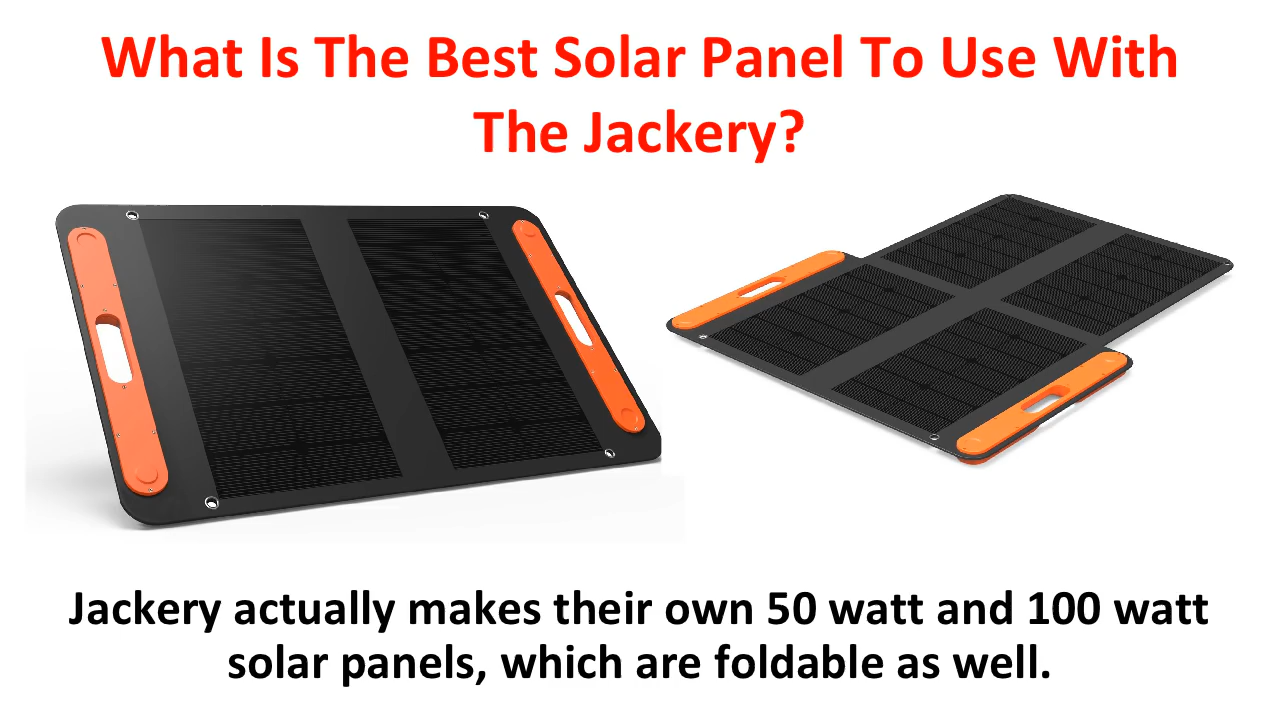 What Is The Best Solar Panel To Use With
The Jackery?
Jackery actually makes their own 50 watt and 100 watt
solar panels, which are foldable as well.